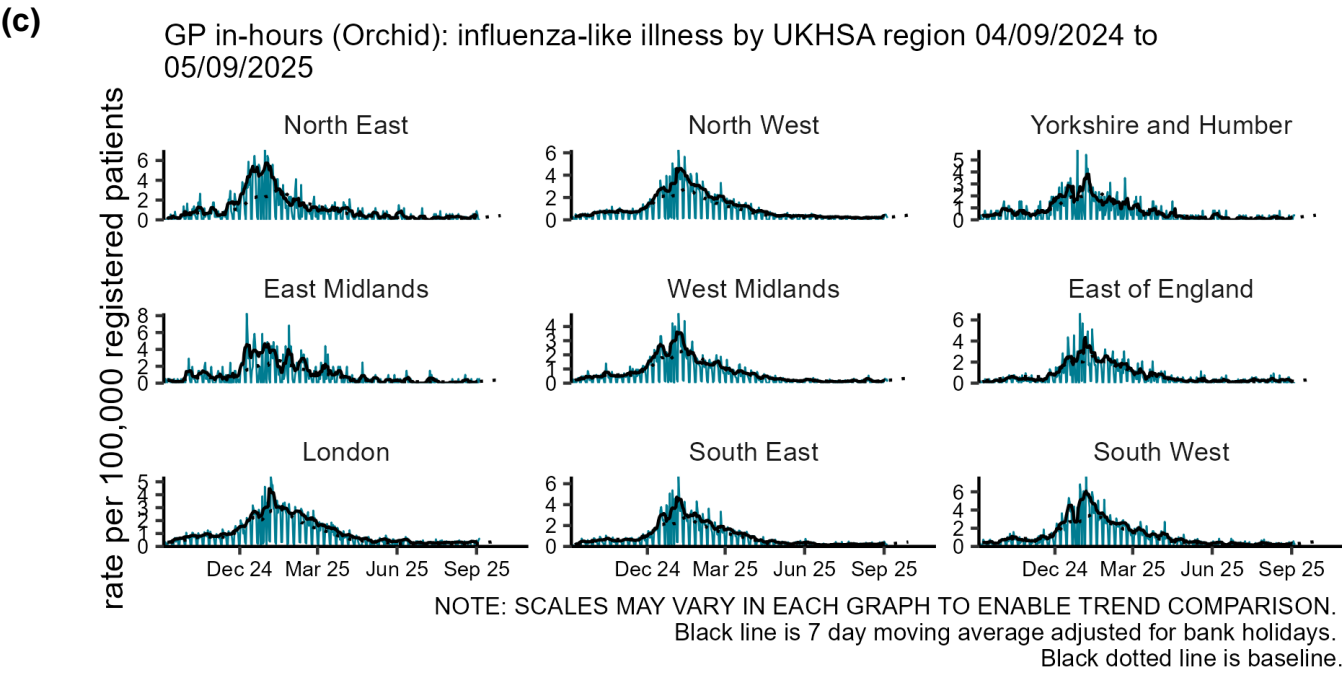 (c)
GP in-hours (Orchid): influenza-like illness by UKHSA region 04/09/2024 to
05/09/2025
rate per 100,000 registered patients
North East
6
4
2
0
North West
6
4
2
0
Yorkshire and Humber
5
4
3
2
1
0
East Midlands
8
6
4
2
0
West Midlands
4
3
2
1
0
East of England
6
4
2
0
London
5
4
3
2
1
0
South East
6
4
2
0
South West
6
4
2
0
Dec 24 Mar 25 Jun 25 Sep 25
Dec 24 Mar 25 Jun 25 Sep 25
Dec 24 Mar 25 Jun 25 Sep 25
NOTE: SCALES MAY VARY IN EACH GRAPH TO ENABLE TREND COMPARISON.
Black line is 7 day moving average adjusted for bank holidays.
Black dotted line is baseline.